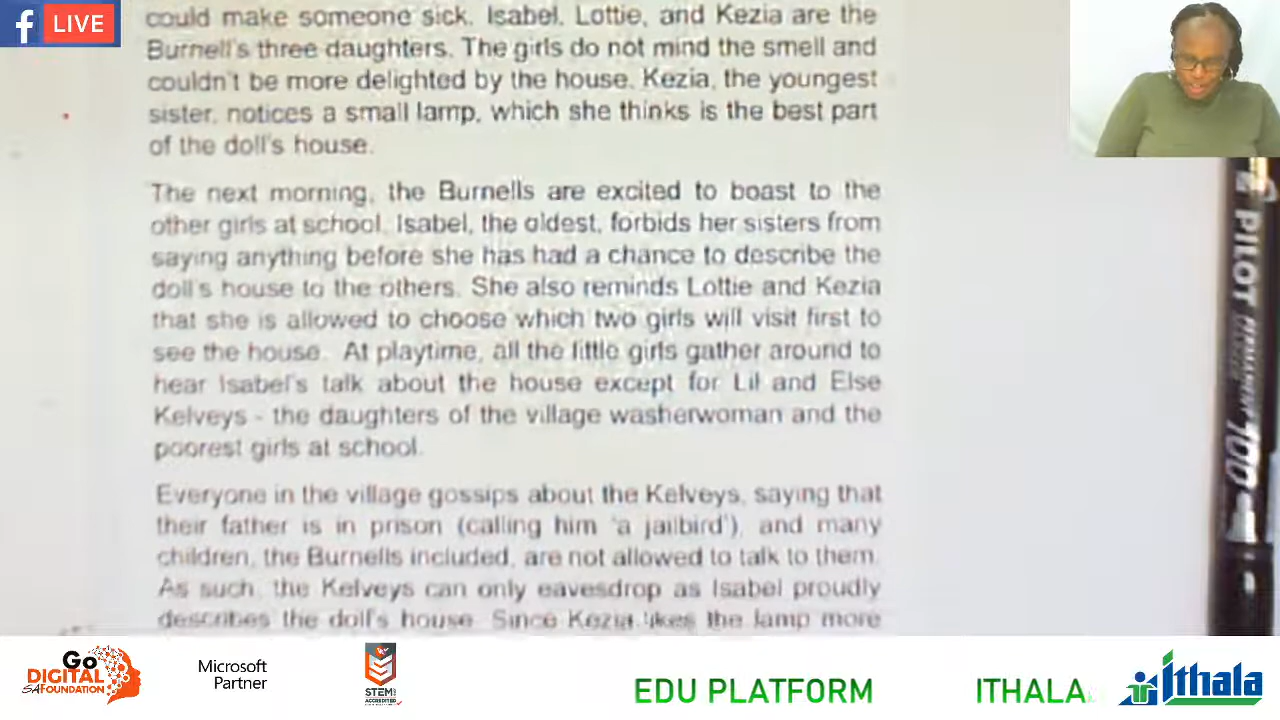 f LIVE
could make someone sick. Isabel, Lottie, and Kezia are the
Burnell's three daughters. The girls do not mind the smell and
couldn't be more delighted by the house. Kezia, the youngest
sister, notices a small lamp, which she thinks is the best part
of the doll's house.
The next morning, the Burnells are excited to boast to the
other girls at school. Isabel, the oldest, forbids her sisters from
saying anything before she has had a chance to describe the
doll's house to the others. She also reminds Lottie and Kezia
that she is allowed to choose which two girls will visit first to
see the house. At playtime, all the little girls gather around to
hear Isabel's talk about the house except for Lil and Else
Kelveys - the daughters of the village washerwoman and the
poorest girls at school.
Everyone in the village gossips about the Kelveys, saying that
their father is in prison (calling him 'a jailbird'), and many
children, the Burnells included, are not allowed to talk to them.
As such, the Kelveys can only eavesdrop as Isabel proudly
describes the doll's house. Since Kezia likes the lamp more
PILOT
100
Go
DIGITAL
SA FOUNDATION
Microsoft
Partner
STEM
ACCREDITED
EDU PLATFORM
ITHALA
Ithala